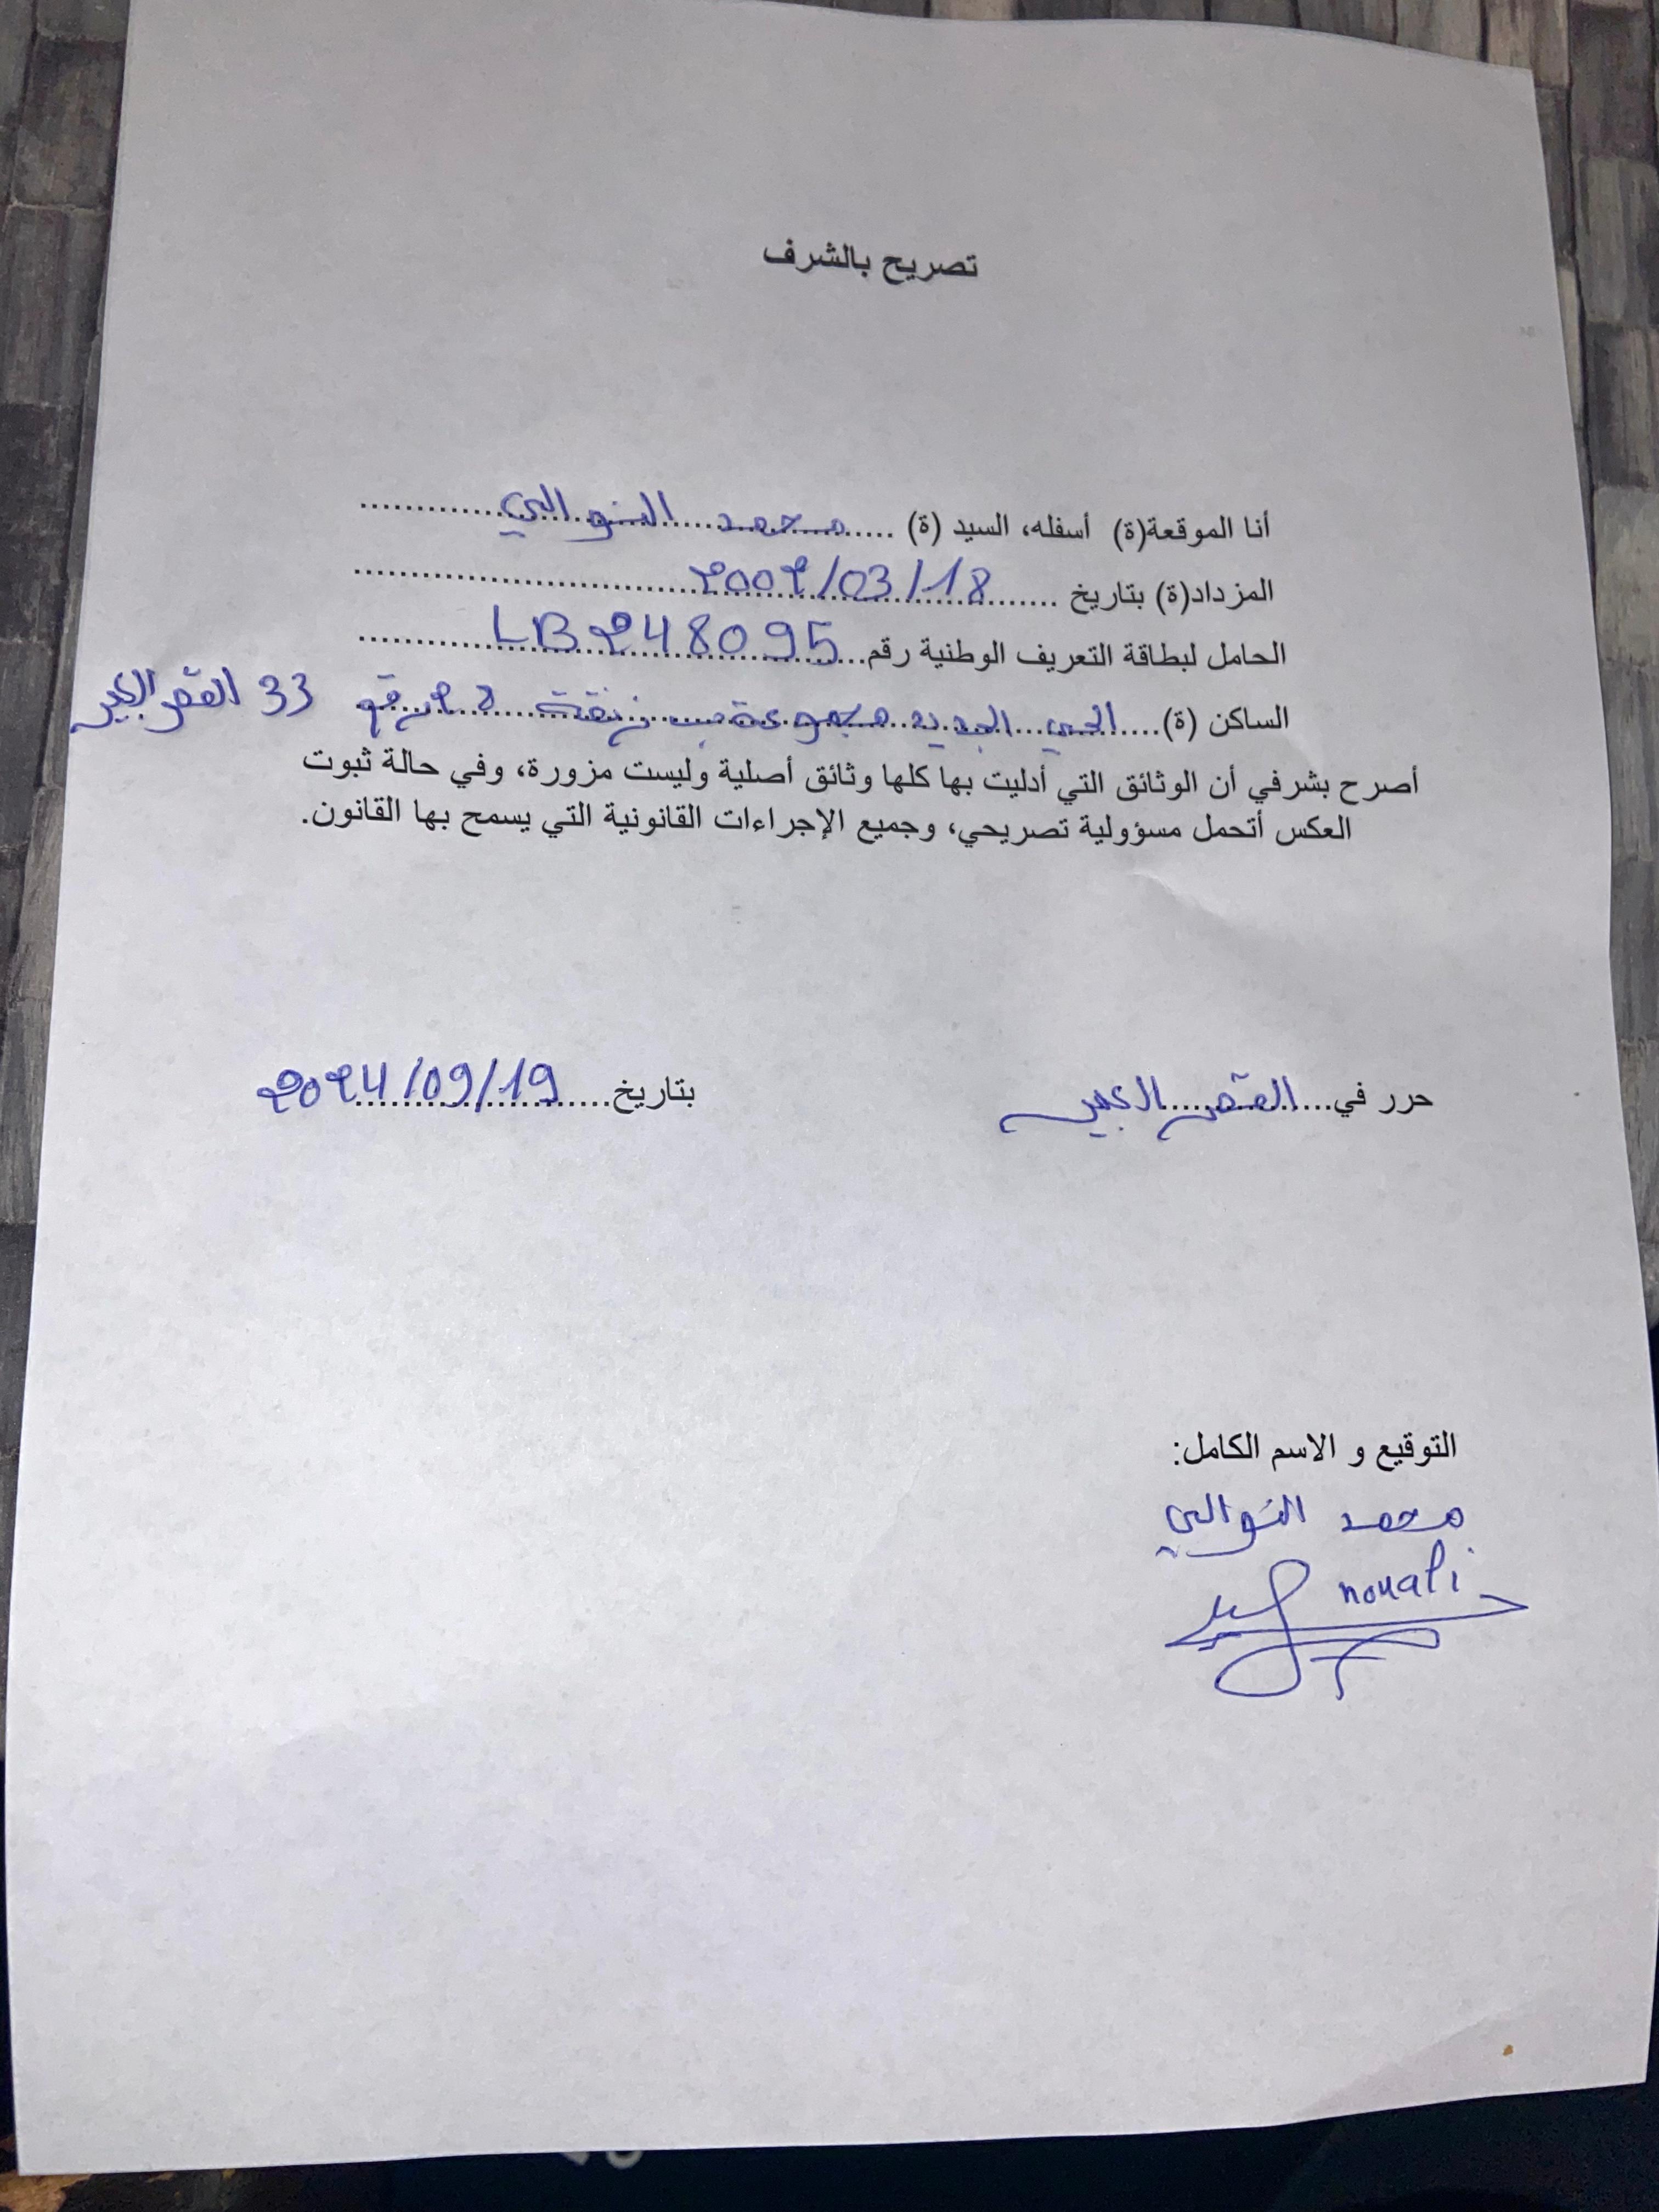 تصريح بالشرف
أنا الموقعة(ة) أسفله، السيد (ة) ..... محمد النوالي ............
المزداد(ة) بتاريخ ..... 2002/03/18 ............
الحامل لبطاقة التعريف الوطنية رقم... LB248095 ............
الساكن (ة)..... الحي الجديد مجموعة ب زنقة رقم 33 القصر الكبير
أصرح بشرفي أن الوثائق التي أدليت بها كلها وثائق أصلية وليست مزورة، وفي حالة ثبوت
العكس أتحمل مسؤولية تصريحي، وجميع الإجراءات القانونية التي يسمح بها القانون.
حرر في..... القصر الكبير بتاريخ..... 2024/09/19
التوقيع و الاسم الكامل:
محمد النوالي
nouali